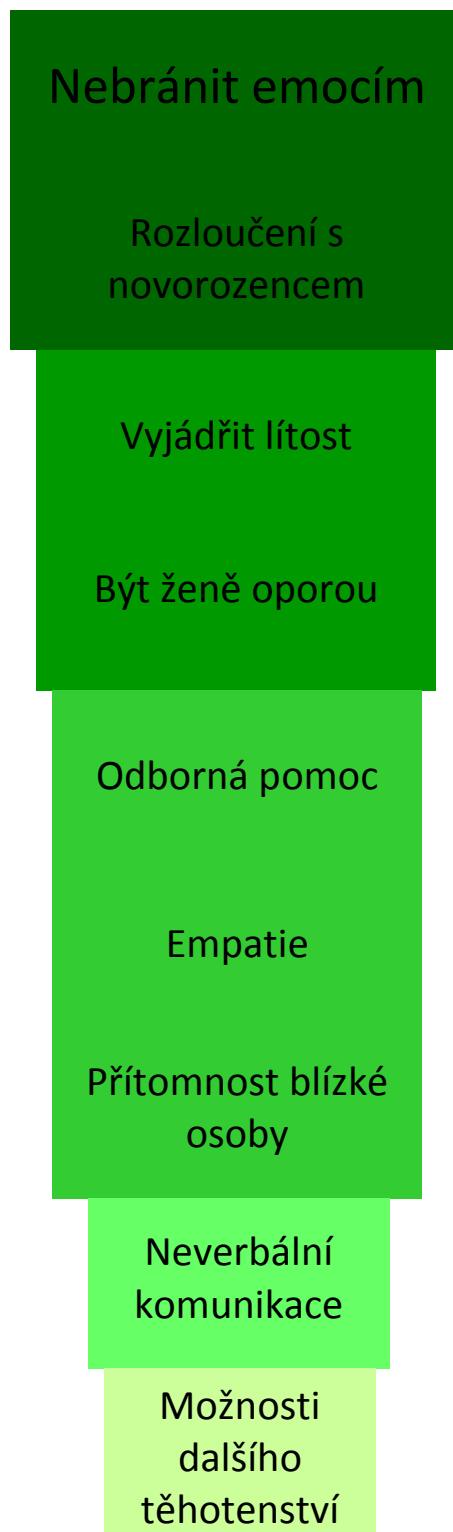 Nebránit emocím
Rozloučení s
novorozencem
Vyjádřit lítost
Být ženě oporou
Odborná pomoc
Empatie
Přítomnost blízké
osoby
Neverbální
komunikace
Možnosti
dalšího
těhotenství